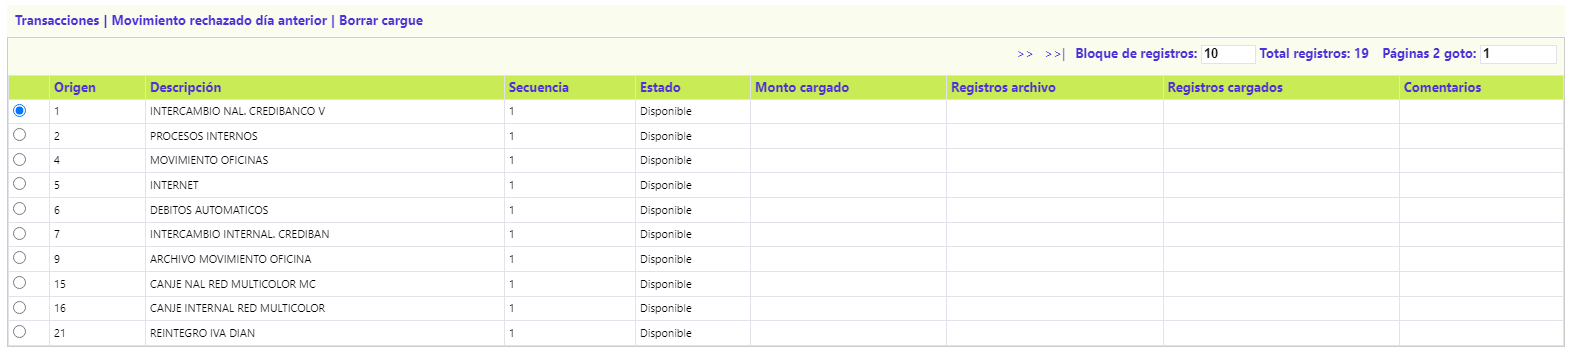 Transacciones | Movimiento rechazado día anterior | Borrar cargue
>> >>| Bloque de registros: 10 Total registros: 19 Páginas 2 goto: 1
Origen Descripción Secuencia Estado Monto cargado Registros archivo Registros cargados Comentarios
1 INTERCAMBIO NAL. CREDIBANCO V 1 Disponible
2 PROCESOS INTERNOS 1 Disponible
4 MOVIMIENTO OFICINAS 1 Disponible
5 INTERNET 1 Disponible
6 DEBITOS AUTOMATICOS 1 Disponible
7 INTERCAMBIO INTERNAL. CREDIBAN 1 Disponible
9 ARCHIVO MOVIMIENTO OFICINA 1 Disponible
15 CANJE NAL RED MULTICOLOR MC 1 Disponible
16 CANJE INTERNAL RED MULTICOLOR 1 Disponible
21 REINTEGRO IVA DIAN 1 Disponible